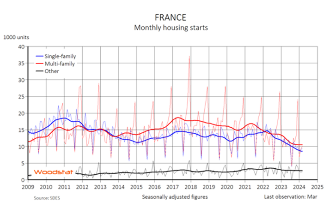 FRANCE
Monthly housing starts
1000 units
40
Single-family
Multi-family
Other
35
30
25
20
15
10
5
0
Woodstat
2009 2010 2011 2012 2013 2014 2015 2016 2017 2018 2019 2020 2021 2022 2023 2024 2025
Source: SDES
Seasonally adjusted figures
Last observation: Mar